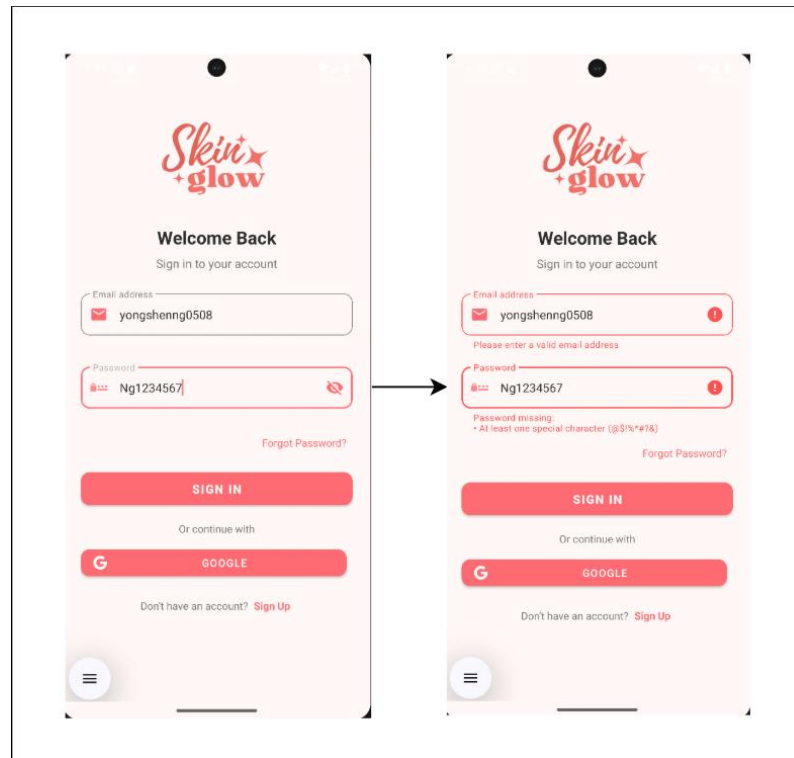 Skin
glow
Welcome Back
Sign in to your account
Email address
yongshenng0508
Password
Ng1234567
Forgot Password?
SIGN IN
Or continue with
G GOOGLE
Don't have an account? Sign Up
Skin
glow
Welcome Back
Sign in to your account
Email address
yongshenng0508
Please enter a valid email address
Password
Ng1234567
Password missing:
• At least one special character (@$!%*#?&)
Forgot Password?
SIGN IN
Or continue with
G GOOGLE
Don't have an account? Sign Up